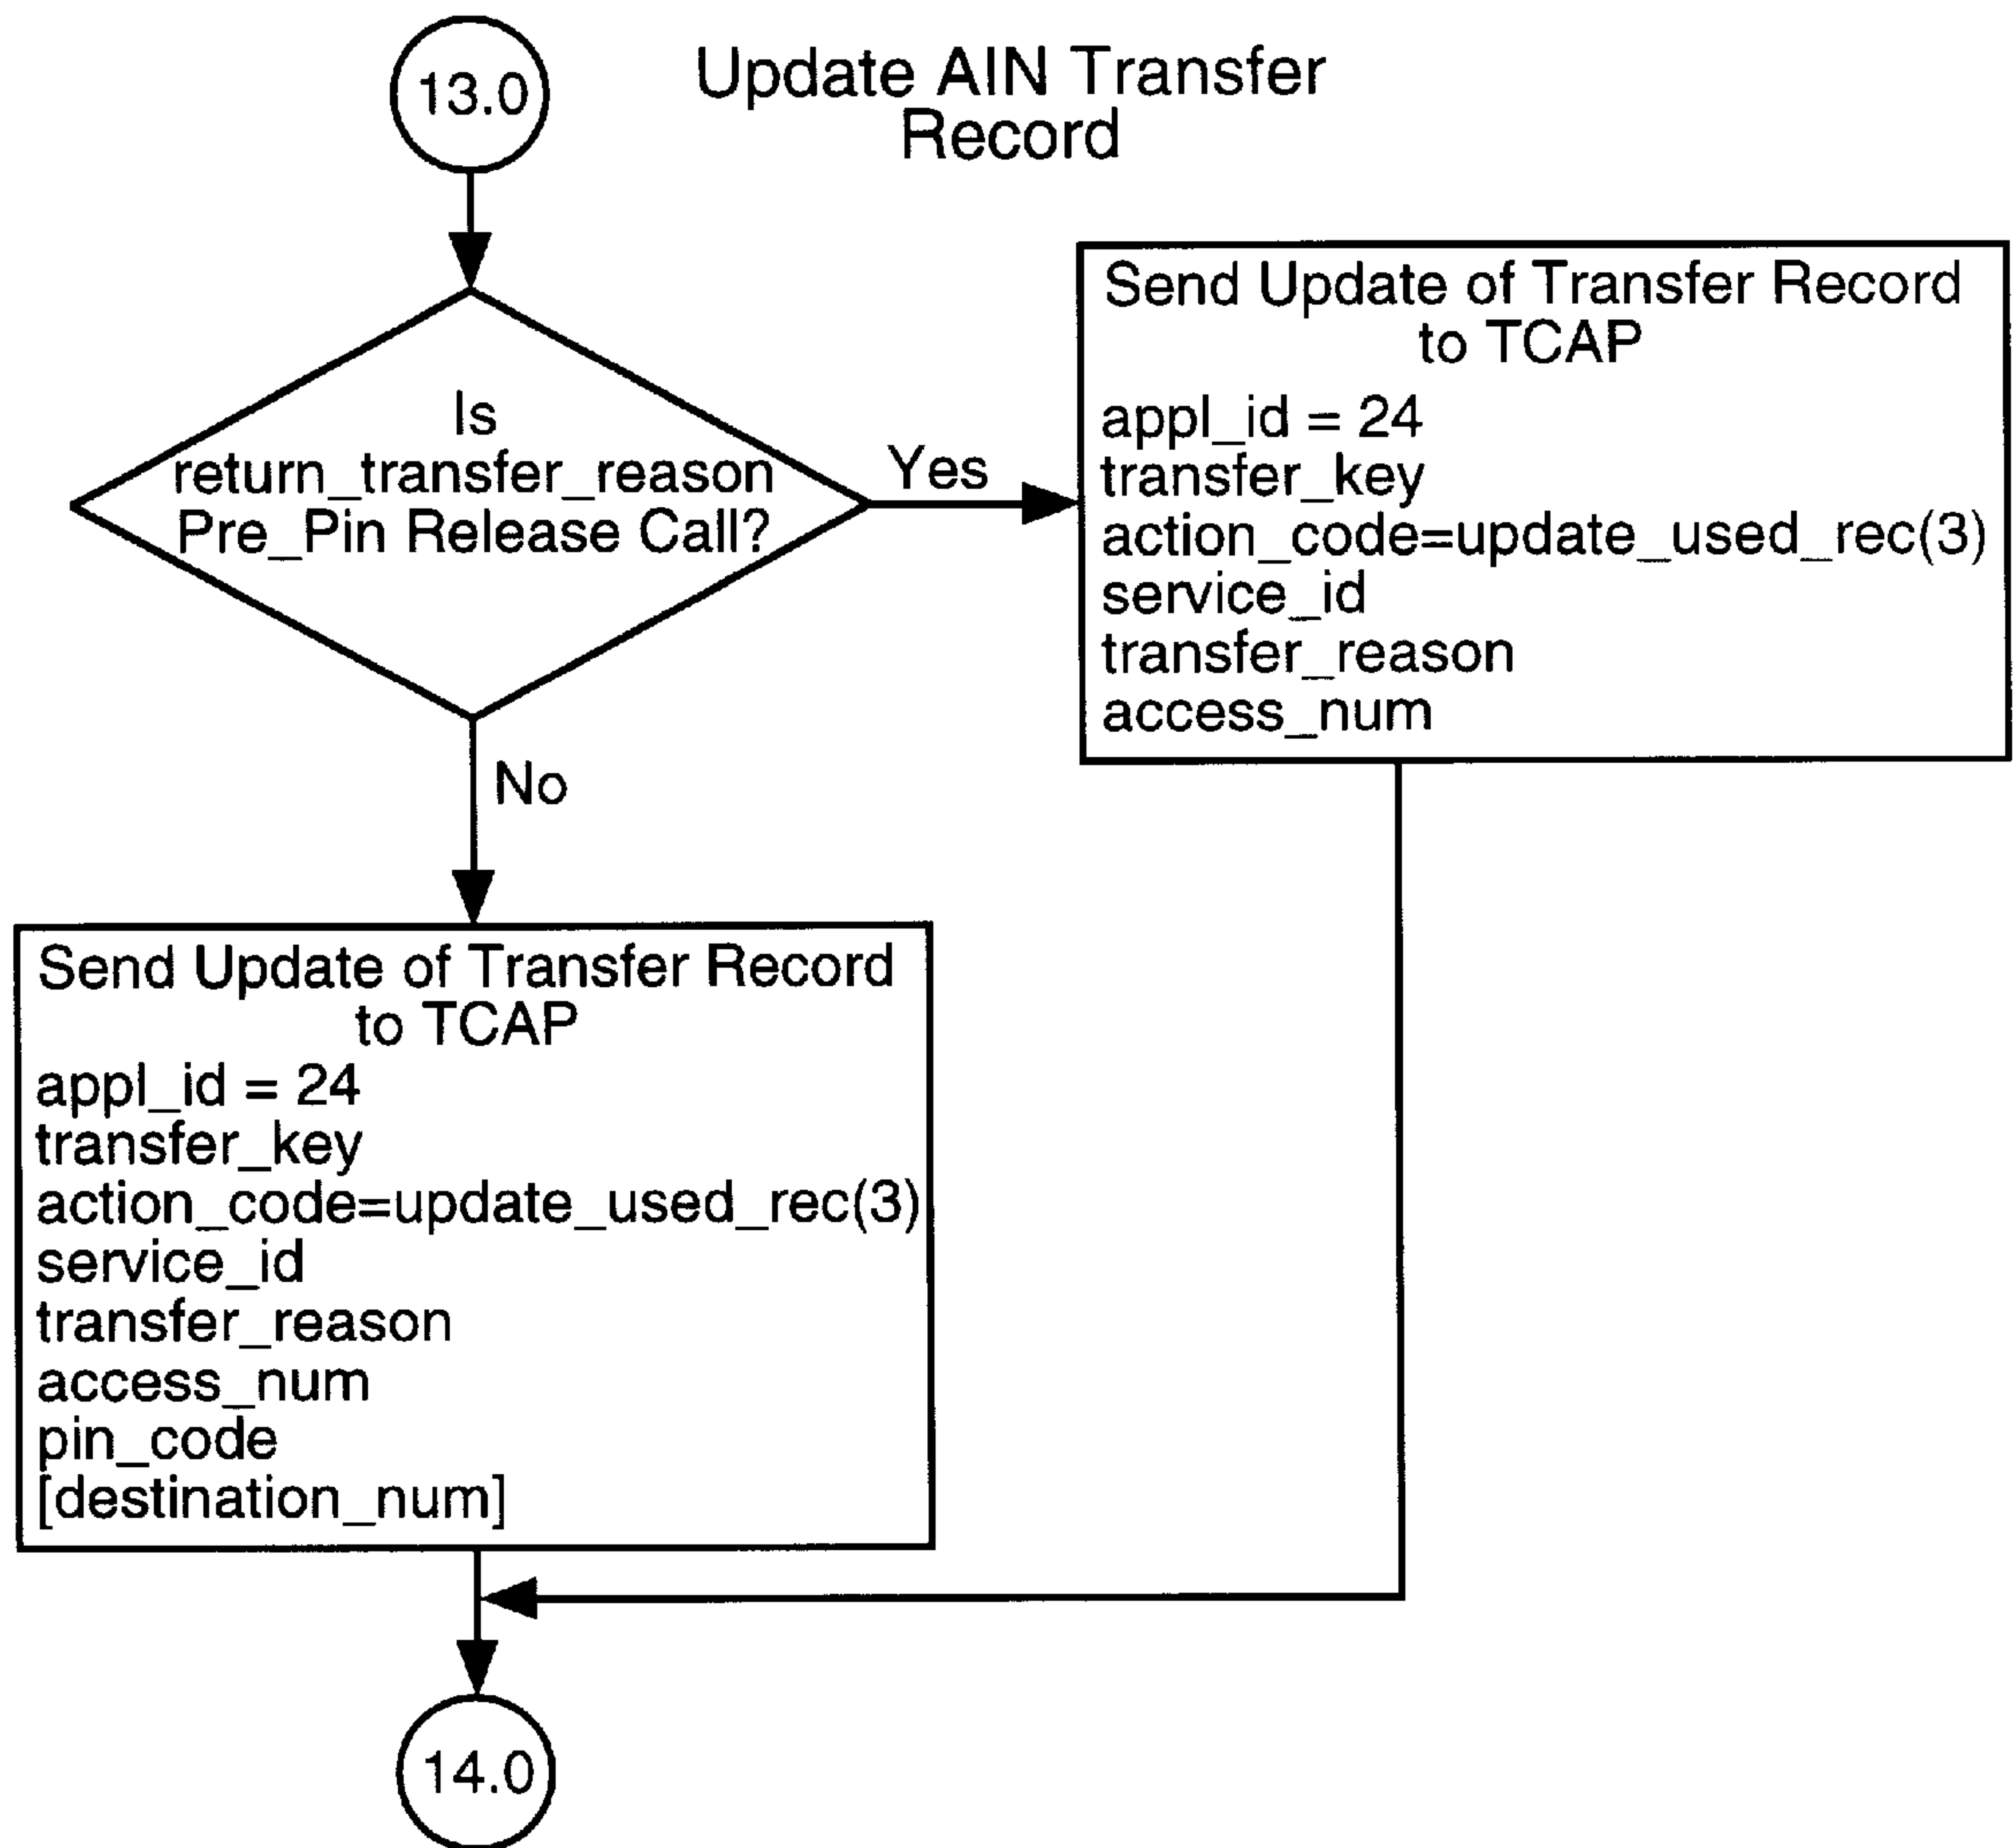 13.0
Update AIN Transfer
Record
Is
return_transfer_reason
Pre_Pin Release Call?
Yes
Send Update of Transfer Record
to TCAP
appl_id = 24
transfer_key
action_code=update_used_rec(3)
service_id
transfer_reason
access_num
No
Send Update of Transfer Record
to TCAP
appl_id = 24
transfer_key
action_code=update_used_rec(3)
service_id
transfer_reason
access_num
pin_code
[destination_num]
14.0